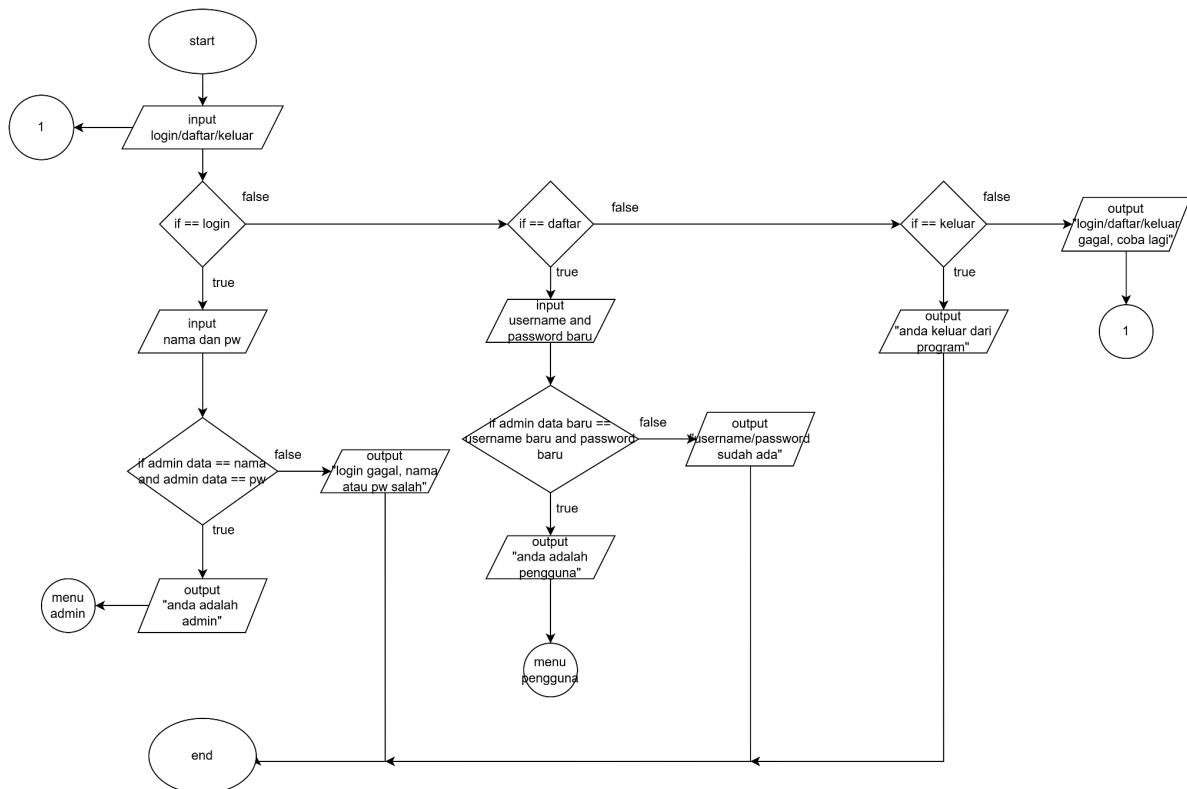 start
1
input
login/daftar/keluar
if == login
false
if == daftar
false
if == keluar
false
output
"login/daftar/keluar
gagal, coba lagi"
true
true
true
input
nama dan pw
input
username and
password baru
output
"anda keluar dari
program"
1
if admin data == nama
and admin data == pw
false
output
"login gagal, nama
atau pw salah"
if admin data baru ==
username baru and password
baru
false
output
"username/password
sudah ada"
true
true
output
"anda adalah
admin"
menu
admin
output
"anda adalah
pengguna"
menu
pengguna
end